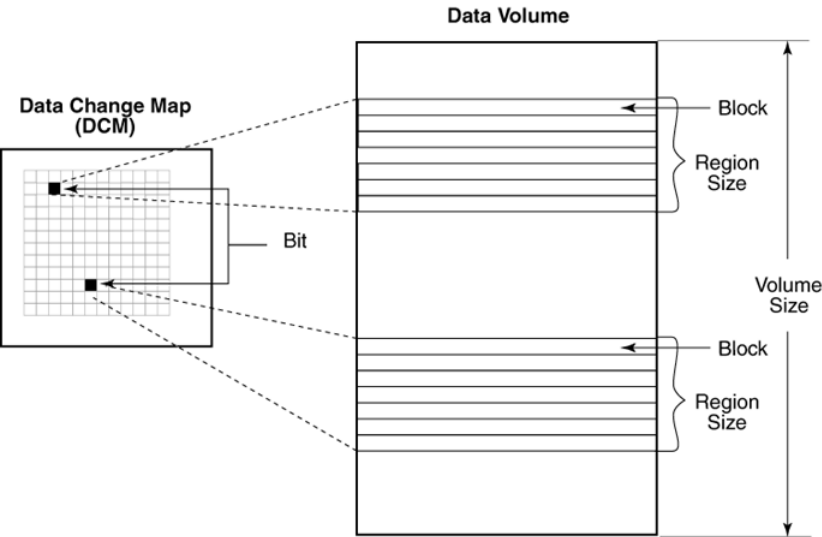 Data Volume
Data Change Map
(DCM)
Block
Region
Size
Bit
Volume
Size
Block
Region
Size